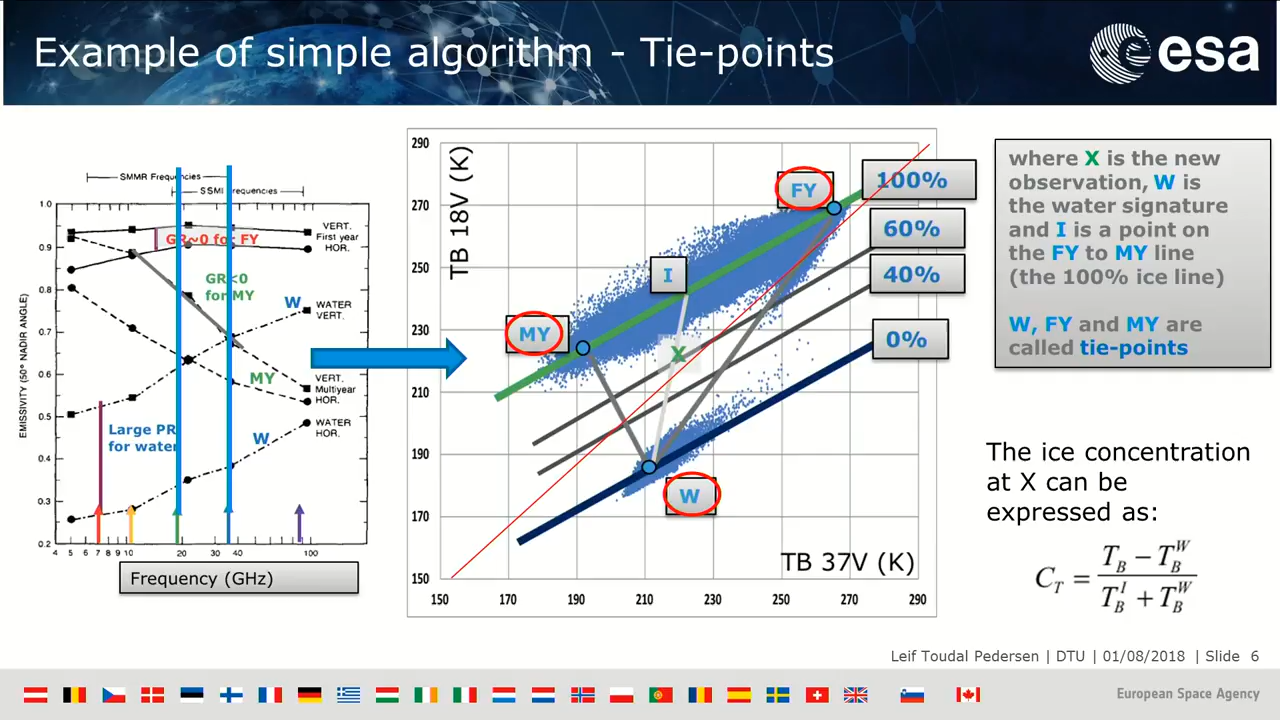 Example of simple algorithm - Tie-points
esa
SMMR Frequencies
SSMI Frequencies
EMISSIVITY (50° NADIR ANGLE)
1.0
0.9
0.8
0.7
0.6
0.5
0.4
0.3
0.2
GR~0 for FY
GR<0
for MY
W
MY
W
Large PR
for water
VERT.
First year
HOR.
WATER
VERT.
VERT.
Multiyear
HOR.
WATER
HOR.
4 5 6 7 8 9 10 20 30 40 100
Frequency (GHz)
TB 18V (K)
290
270
250
230
210
190
170
150
150 170 190 210 230 250 270 290
TB 37V (K)
FY
I
MY
X
W
100%
60%
40%
0%
where X is the new
observation, W is
the water signature
and I is a point on
the FY to MY line
(the 100% ice line)
W, FY and MY are
called tie-points
The ice concentration
at X can be
expressed as:
C_T = (T_B − T_B^W) / (T_B^I + T_B^W)
Leif Toudal Pedersen | DTU | 01/08/2018 | Slide 6
European Space Agency